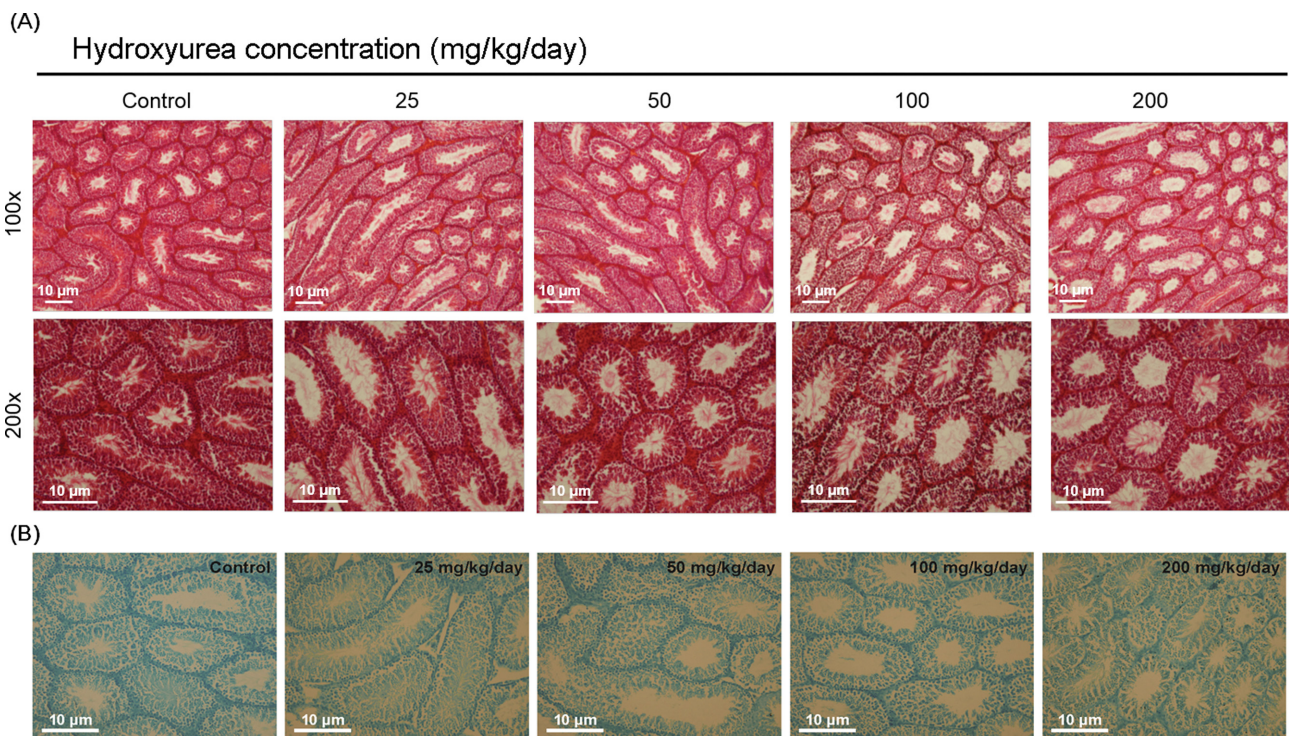 (A)
Hydroxyurea concentration (mg/kg/day)
Control 25 50 100 200
100x
10 µm 10 µm 10 µm 10 µm 10 µm
200x
10 µm 10 µm 10 µm 10 µm 10 µm
(B)
Control 25 mg/kg/day 50 mg/kg/day 100 mg/kg/day 200 mg/kg/day
10 µm 10 µm 10 µm 10 µm 10 µm